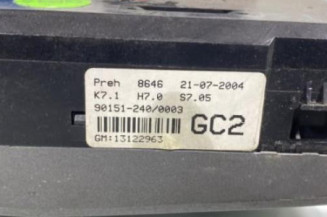 Preh 8646 21-07-2004
K7.1 H7.0 S7.05
90151-240/0003
GM:13122963 GC2